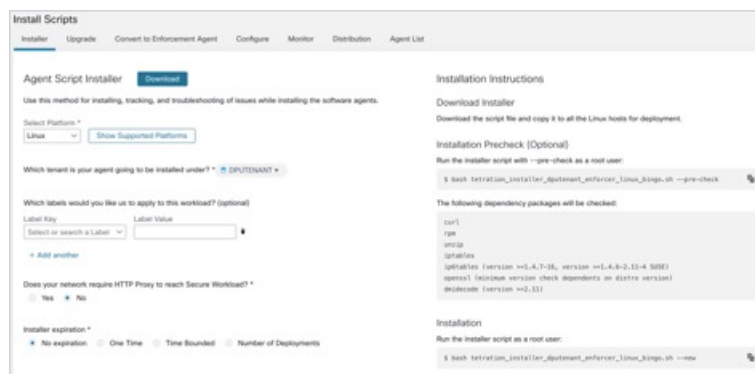 Install Scripts
Installer Upgrade Convert to Enforcement Agent Configure Monitor Distribution Agent List
Agent Script Installer Download
Use this method for installing, tracking, and troubleshooting of issues while installing the software agents.
Select Platform *
Linux Show Supported Platforms
Which tenant is your agent going to be installed under? * DPUTENANT
Which labels would you like us to apply to this workload? (optional)
Label Key Label Value
Select or search a Label
+ Add another
Does your network require HTTP Proxy to reach Secure Workload? *
Yes No
Installer expiration *
No expiration One Time Time Bounded Number of Deployments
Installation Instructions
Download Installer
Download the script file and copy it to all the Linux hosts for deployment.
Installation Precheck (Optional)
Run the installer script with --pre-check as a root user:
$ bash tetration_installer_dputenant_enforcer_linux_bingo.sh --pre-check
The following dependency packages will be checked:
curl
rpm
unzip
iptables
ip6tables (version >=1.4.7-16, version >=1.4.6-2.11-4 SUSE)
openssl (minimum version check dependents on distro version)
dmidecode (version >=2.11)
Installation
Run the installer script as a root user:
$ bash tetration_installer_dputenant_enforcer_linux_bingo.sh --new